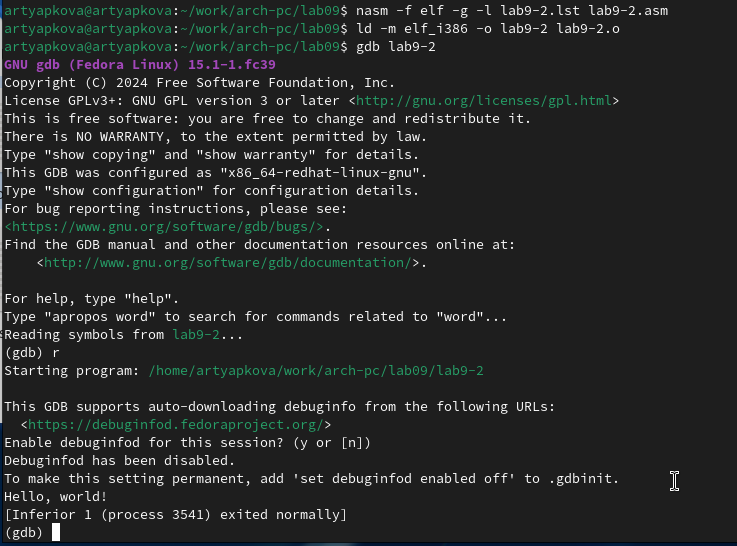 artyapkova@artyapkova:~/work/arch-pc/lab09$ nasm -f elf -g -l lab9-2.lst lab9-2.asm
artyapkova@artyapkova:~/work/arch-pc/lab09$ ld -m elf_i386 -o lab9-2 lab9-2.o
artyapkova@artyapkova:~/work/arch-pc/lab09$ gdb lab9-2
GNU gdb (Fedora Linux) 15.1-1.fc39
Copyright (C) 2024 Free Software Foundation, Inc.
License GPLv3+: GNU GPL version 3 or later <http://gnu.org/licenses/gpl.html>
This is free software: you are free to change and redistribute it.
There is NO WARRANTY, to the extent permitted by law.
Type "show copying" and "show warranty" for details.
This GDB was configured as "x86_64-redhat-linux-gnu".
Type "show configuration" for configuration details.
For bug reporting instructions, please see:
<https://www.gnu.org/software/gdb/bugs/>.
Find the GDB manual and other documentation resources online at:
    <http://www.gnu.org/software/gdb/documentation/>.

For help, type "help".
Type "apropos word" to search for commands related to "word"...
Reading symbols from lab9-2...
(gdb) r
Starting program: /home/artyapkova/work/arch-pc/lab09/lab9-2

This GDB supports auto-downloading debuginfo from the following URLs:
  <https://debuginfod.fedoraproject.org/>
Enable debuginfod for this session? (y or [n])
Debuginfod has been disabled.
To make this setting permanent, add 'set debuginfod enabled off' to .gdbinit.
Hello, world!
[Inferior 1 (process 3541) exited normally]
(gdb)